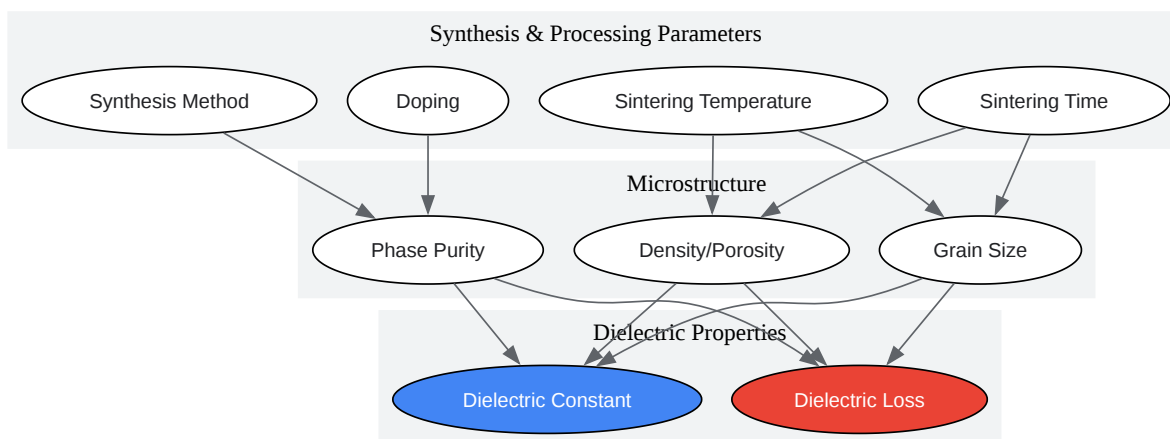 Synthesis & Processing Parameters
Synthesis Method
Doping
Sintering Temperature
Sintering Time
Microstructure
Phase Purity
Density/Porosity
Grain Size
Dielectric Properties
Dielectric Constant
Dielectric Loss